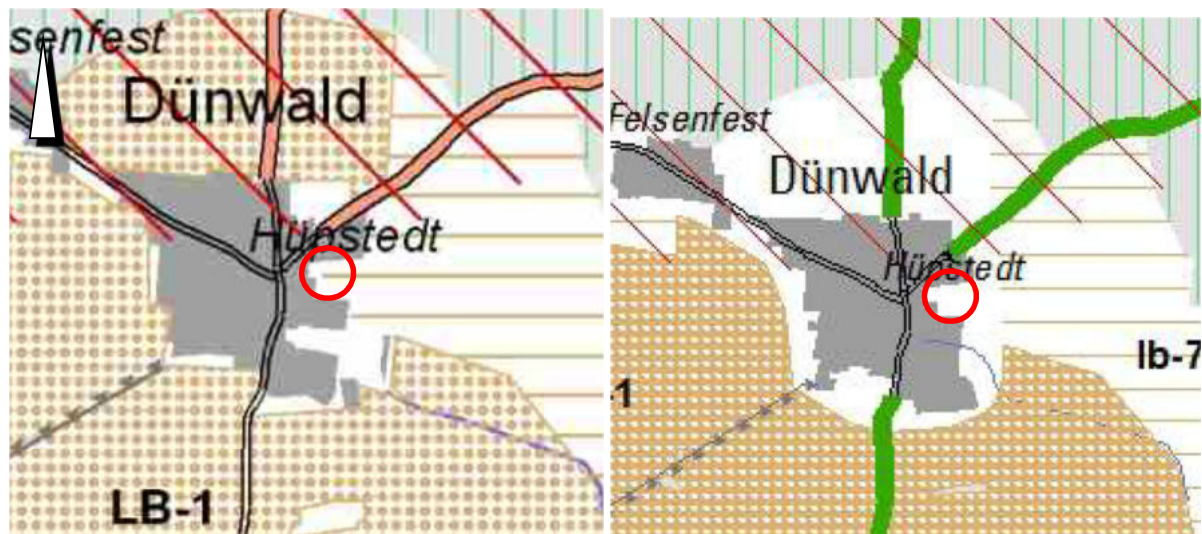 senfest
Dünwald
Hünstedt
LB-1
Felsenfest
Dünwald
Hünstedt
lb-7
-1